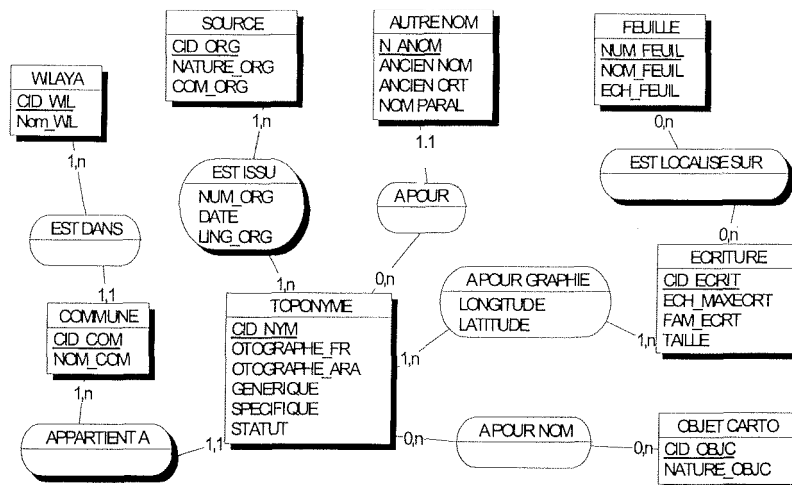 SOURCE
CID_ORG
NATURE_ORG
COM_ORG
AUTRE NOM
N_ANOM
ANCIEN NOM
ANCIEN ORT
NOM PARAL
FEUILLE
NUM_FEUIL
NOM_FEUIL
ECH_FEUIL
WILAYA
CID_WIL
Nom_WIL
1,n
1,n
1.1
0,n
EST ISSU
NUM_ORG
DATE
LING_ORG
A POUR
EST LOCALISE SUR
EST DANS
1,1
1,n
0,n
0,n
COMMUNE
CID_COM
NOM_COM
TOPONYME
CID_NYM
OTOGRAPHE_FR
OTOGRAPHE_ARA
GENERIQUE
SPECIFIQUE
STATUT
A POUR GRAPHIE
LONGITUDE
LATITUDE
ECRITURE
CID_ECRIT
ECH_MAXECRT
FAM_ECRT
TAILLE
1,n
1,n
1,n
APPARTIENT A
1,1
0,n
A POUR NOM
0,n
OBJET CARTO
CID_OBJC
NATURE_OBJC